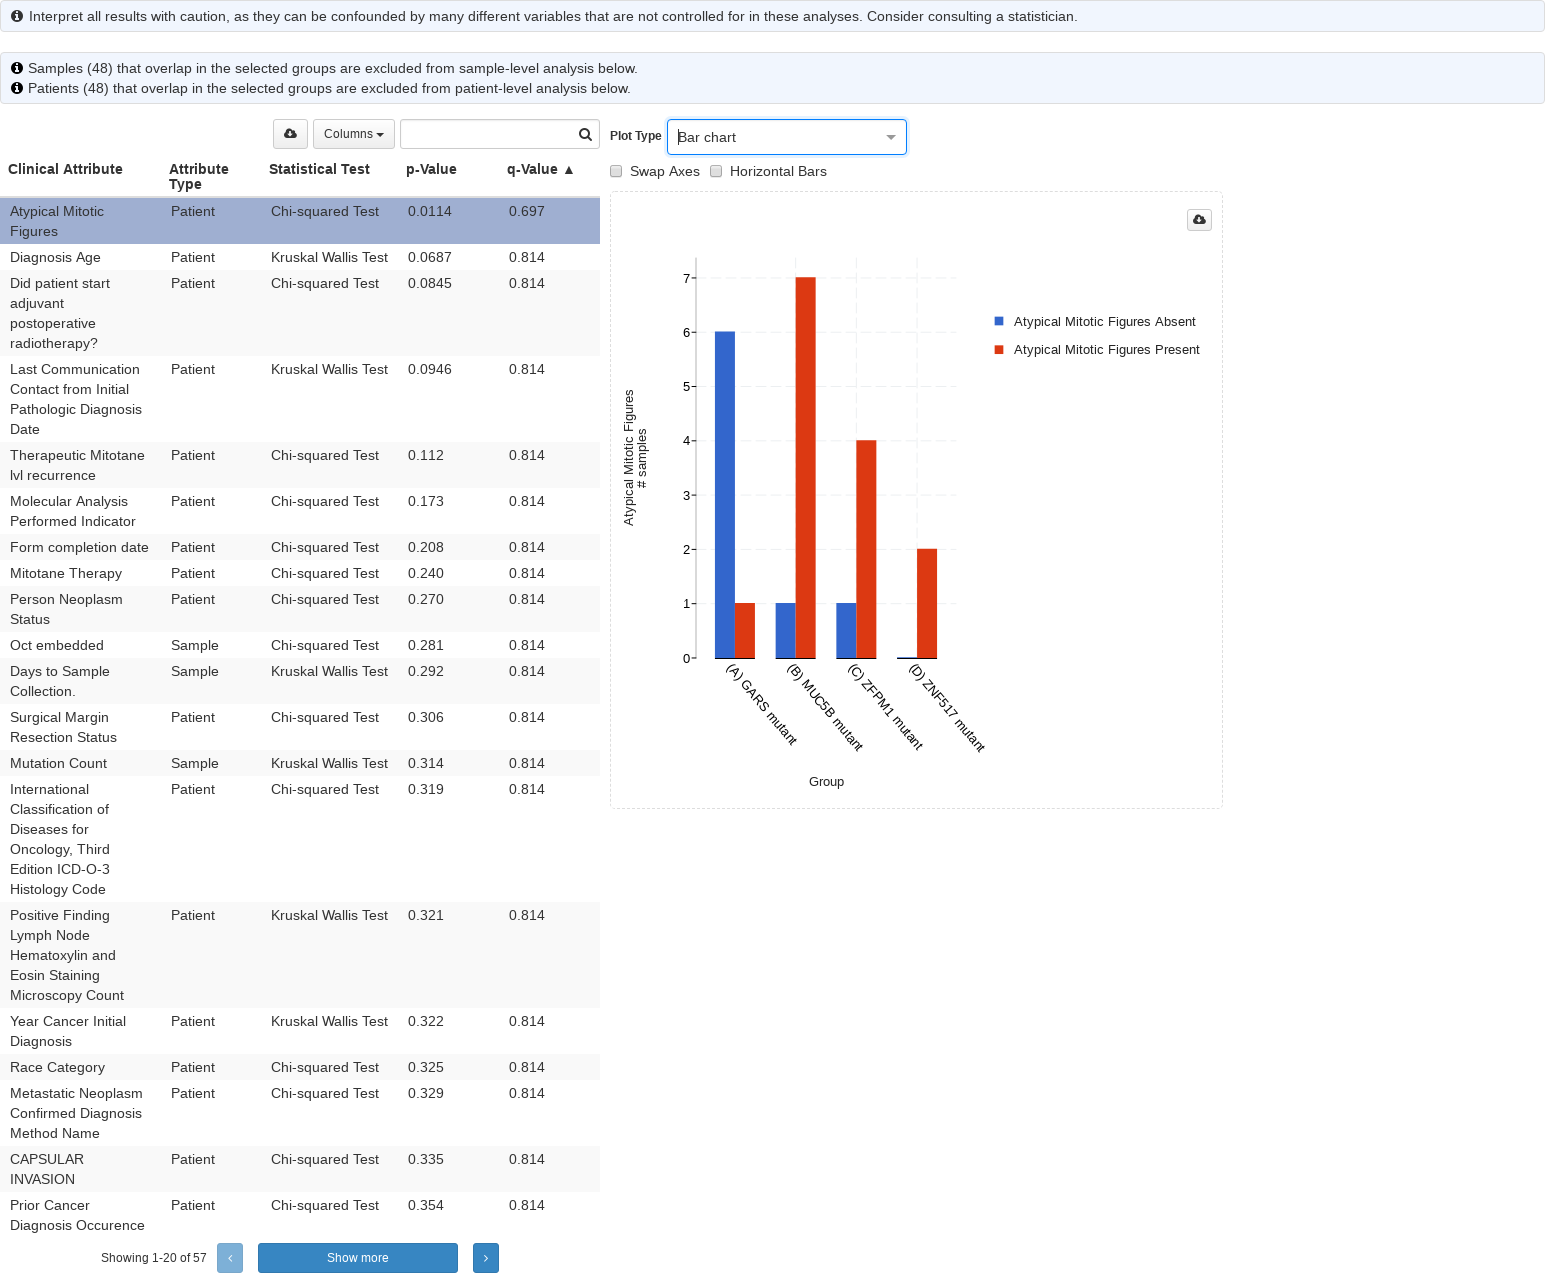 Interpret all results with caution, as they can be confounded by many different variables that are not controlled for in these analyses. Consider consulting a statistician.
Samples (48) that overlap in the selected groups are excluded from sample-level analysis below.
Patients (48) that overlap in the selected groups are excluded from patient-level analysis below.
Columns
Clinical Attribute Attribute Type Statistical Test p-Value q-Value ▲
Atypical Mitotic Figures Patient Chi-squared Test 0.0114 0.697
Diagnosis Age Patient Kruskal Wallis Test 0.0687 0.814
Did patient start adjuvant postoperative radiotherapy? Patient Chi-squared Test 0.0845 0.814
Last Communication Contact from Initial Pathologic Diagnosis Date Patient Kruskal Wallis Test 0.0946 0.814
Therapeutic Mitotane lvl recurrence Patient Chi-squared Test 0.112 0.814
Molecular Analysis Performed Indicator Patient Chi-squared Test 0.173 0.814
Form completion date Patient Chi-squared Test 0.208 0.814
Mitotane Therapy Patient Chi-squared Test 0.240 0.814
Person Neoplasm Status Patient Chi-squared Test 0.270 0.814
Oct embedded Sample Chi-squared Test 0.281 0.814
Days to Sample Collection. Sample Kruskal Wallis Test 0.292 0.814
Surgical Margin Resection Status Patient Chi-squared Test 0.306 0.814
Mutation Count Sample Kruskal Wallis Test 0.314 0.814
International Classification of Diseases for Oncology, Third Edition ICD-O-3 Histology Code Patient Chi-squared Test 0.319 0.814
Positive Finding Lymph Node Hematoxylin and Eosin Staining Microscopy Count Patient Kruskal Wallis Test 0.321 0.814
Year Cancer Initial Diagnosis Patient Kruskal Wallis Test 0.322 0.814
Race Category Patient Chi-squared Test 0.325 0.814
Metastatic Neoplasm Confirmed Diagnosis Method Name Patient Chi-squared Test 0.329 0.814
CAPSULAR INVASION Patient Chi-squared Test 0.335 0.814
Prior Cancer Diagnosis Occurence Patient Chi-squared Test 0.354 0.814
Showing 1-20 of 57 ‹ Show more ›
Plot Type Bar chart
Swap Axes Horizontal Bars
7
6
5
4
3
2
1
0
Atypical Mitotic Figures
# samples
(A) GARS mutant
(B) MUC5B mutant
(C) ZFPM1 mutant
(D) ZNF517 mutant
Group
Atypical Mitotic Figures Absent
Atypical Mitotic Figures Present